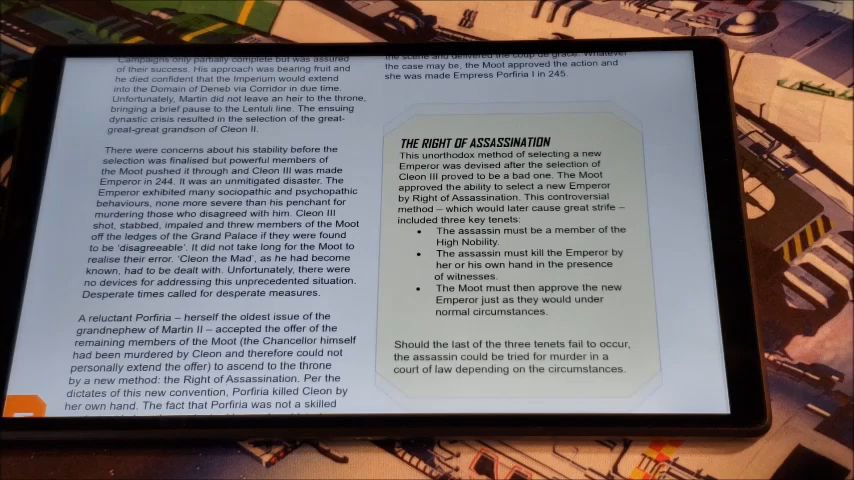 Campaigns only partially complete but was assured
of their success. His approach was bearing fruit and
he died confident that the Imperium would extend
into the Domain of Deneb via Corridor in due time.
Unfortunately, Martin did not leave an heir to the throne,
bringing a brief pause to the Lentuli line. The ensuing
dynastic crisis resulted in the selection of the great-
great-great grandson of Cleon II.
There were concerns about his stability before the
selection was finalised but powerful members of
the Moot pushed it through and Cleon III was made
Emperor in 244. It was an unmitigated disaster. The
Emperor exhibited many sociopathic and psychopathic
behaviours, none more severe than his penchant for
murdering those who disagreed with him. Cleon III
shot, stabbed, impaled and threw members of the Moot
off the ledges of the Grand Palace if they were found
to be ‘disagreeable’. It did not take long for the Moot to
realise their error. ‘Cleon the Mad’, as he had become
known, had to be dealt with. Unfortunately, there were
no devices for addressing this unprecedented situation.
Desperate times called for desperate measures.
A reluctant Porfiria – herself the oldest issue of the
grandnephew of Martin II – accepted the offer of the
remaining members of the Moot (the Chancellor himself
had been murdered by Cleon and therefore could not
personally extend the offer) to ascend to the throne
by a new method: the Right of Assassination. Per the
dictates of this new convention, Porfiria killed Cleon by
her own hand. The fact that Porfiria was not a skilled
the scene and delivered the coup de grace. Whatever
the case may be, the Moot approved the action and
she was made Empress Porfiria I in 245.
THE RIGHT OF ASSASSINATION
This unorthodox method of selecting a new
Emperor was devised after the selection of
Cleon III proved to be a bad one. The Moot
approved the ability to select a new Emperor
by Right of Assassination. This controversial
method – which would later cause great strife –
included three key tenets:
• The assassin must be a member of the
High Nobility.
• The assassin must kill the Emperor by
her or his own hand in the presence
of witnesses.
• The Moot must then approve the new
Emperor just as they would under
normal circumstances.
Should the last of the three tenets fail to occur,
the assassin could be tried for murder in a
court of law depending on the circumstances.